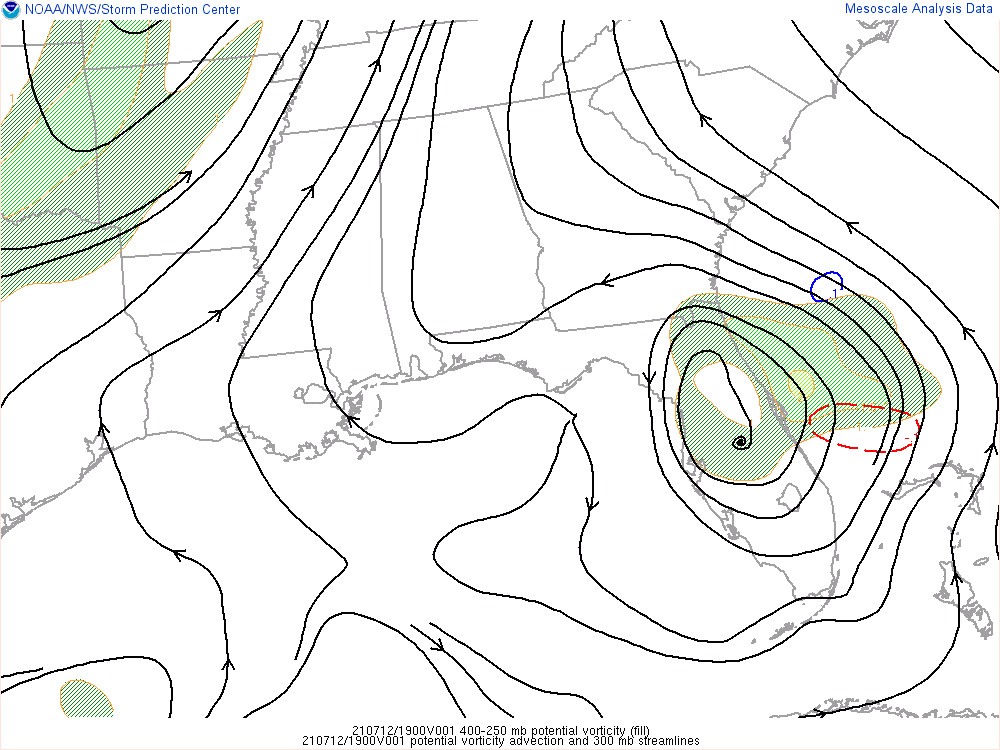 NOAA/NWS/Storm Prediction Center
Mesoscale Analysis Data
1
1
210712/1900V001 400-250 mb potential vorticity (fill)
210712/1900V001 potential vorticity advection and 300 mb streamlines